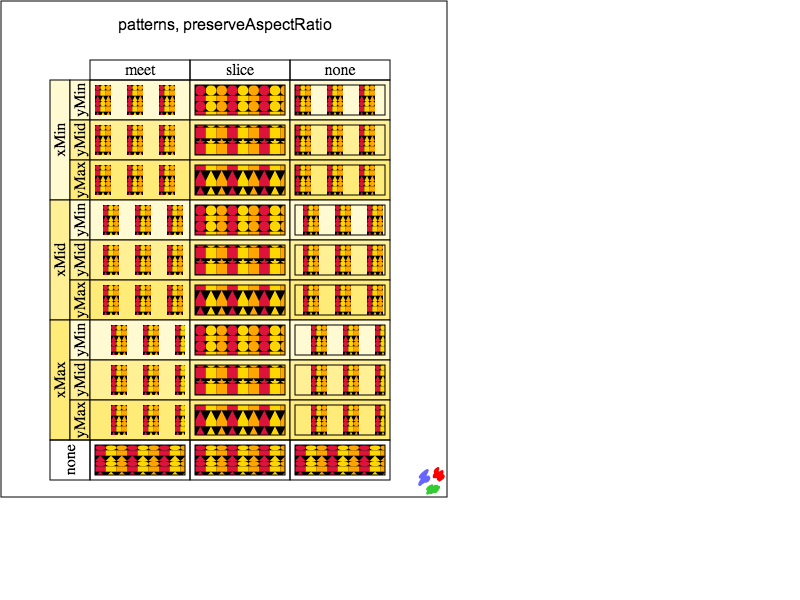 patterns, preserveAspectRatio
meet slice none
xMin
yMin
yMid
yMax
xMid
yMin
yMid
yMax
xMax
yMin
yMid
yMax
none